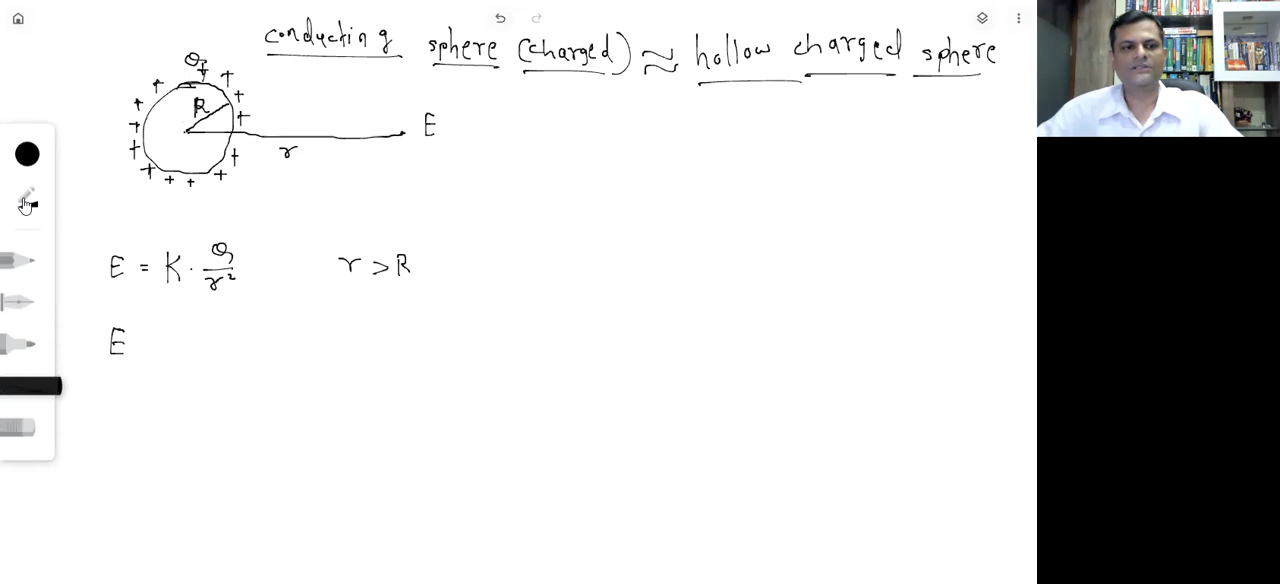 conducting sphere (charged) ≈ hollow charged sphere
Q
+ + + + + + + + + + + + + +
R
r
E
E = K · Q/r² r > R
E